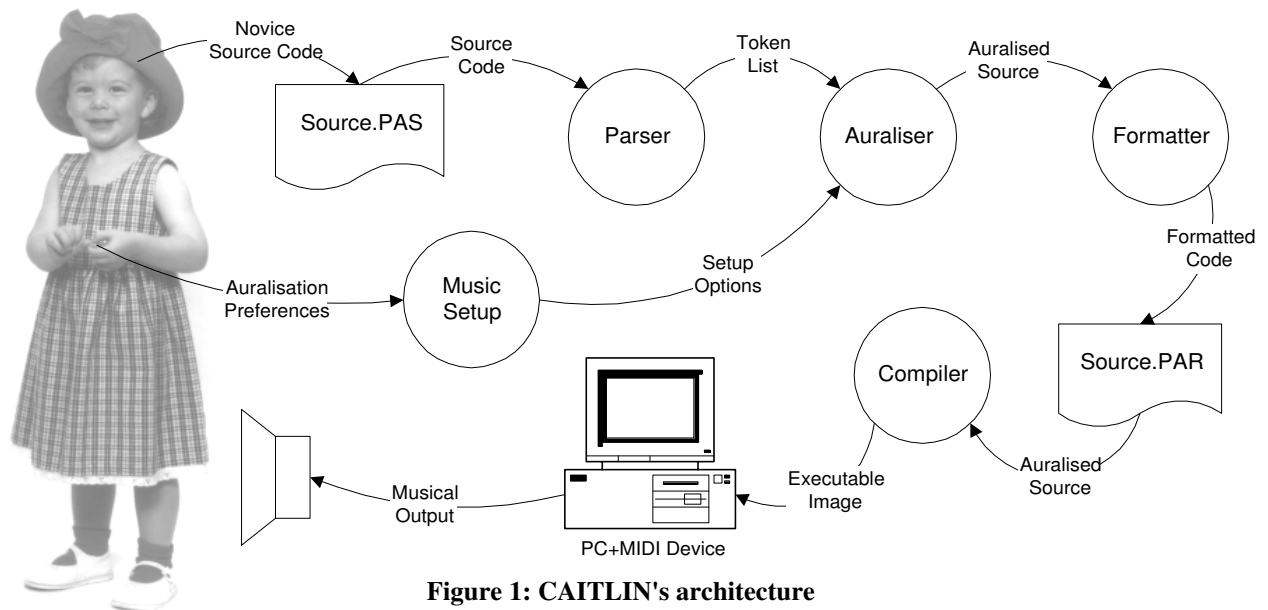 Novice
Source Code
Source
Code
Token
List
Auralised
Source
Source.PAS
Parser
Auraliser
Formatter
Formatted
Code
Auralisation
Preferences
Music
Setup
Setup
Options
Compiler
Source.PAR
Auralised
Source
Executable
Image
Musical
Output
PC+MIDI Device
Figure 1: CAITLIN's architecture